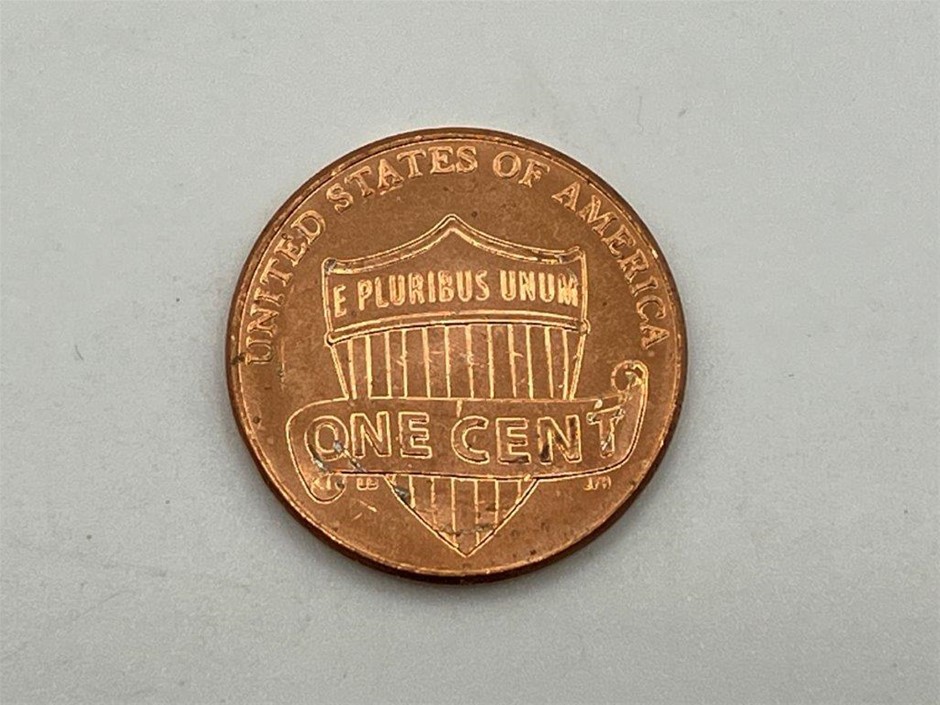 UNITED STATES OF AMERICA
E PLURIBUS UNUM
ONE CENT